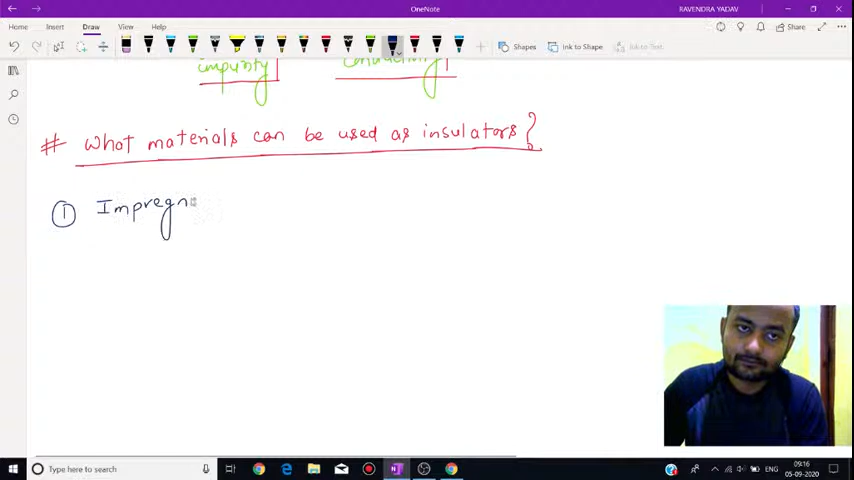 OneNote
RAVENDRA YADAV
Home Insert Draw View Help
Share
Shapes Ink to Shape Ink to Text
impurity
# What materials can be used as insulators?
① Impregn
Type here to search
ENG
09:16
05-09-2020